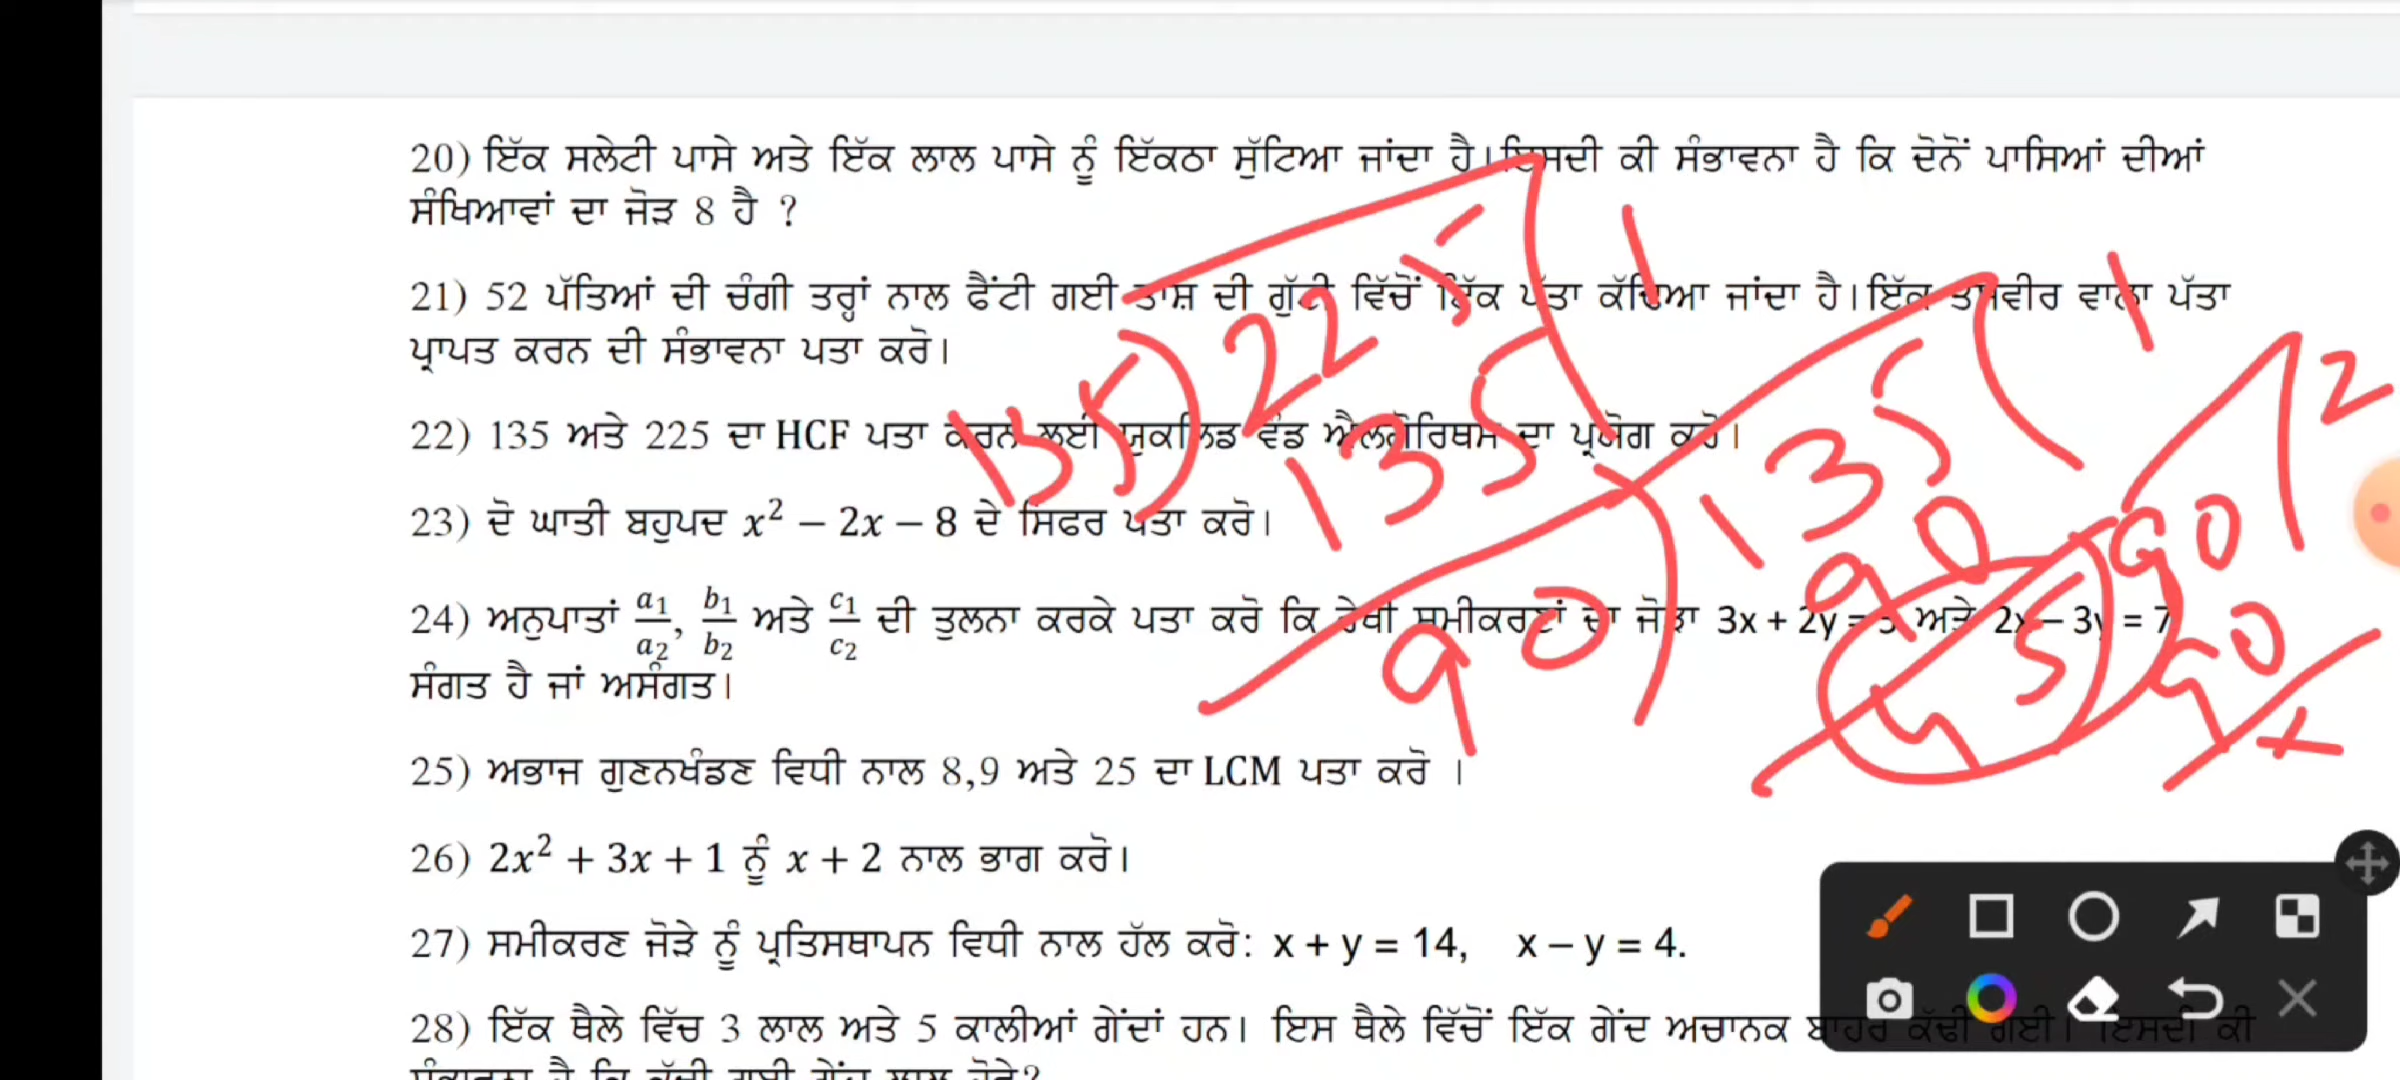 20) ਇੱਕ ਸਲੇਟੀ ਪਾਸੇ ਅਤੇ ਇੱਕ ਲਾਲ ਪਾਸੇ ਨੂੰ ਇੱਕਠਾ ਸੁੱਟਿਆ ਜਾਂਦਾ ਹੈ। ਇਸਦੀ ਕੀ ਸੰਭਾਵਨਾ ਹੈ ਕਿ ਦੋਨੋਂ ਪਾਸਿਆਂ ਦੀਆਂ
ਸੰਖਿਆਵਾਂ ਦਾ ਜੋੜ 8 ਹੈ ?
21) 52 ਪੱਤਿਆਂ ਦੀ ਚੰਗੀ ਤਰ੍ਹਾਂ ਨਾਲ ਫੈਂਟੀ ਗਈ ਤਾਸ਼ ਦੀ ਗੁੱਟੀ ਵਿੱਚੋਂ ਇੱਕ ਪੱਤਾ ਕੱਢਿਆ ਜਾਂਦਾ ਹੈ। ਇੱਕ ਤਸਵੀਰ ਵਾਲਾ ਪੱਤਾ
ਪ੍ਰਾਪਤ ਕਰਨ ਦੀ ਸੰਭਾਵਨਾ ਪਤਾ ਕਰੋ।
22) 135 ਅਤੇ 225 ਦਾ HCF ਪਤਾ ਕਰਨ ਲਈ ਯੁਕਲਿਡ ਵੰਡ ਐਲਗੋਰਿਥਮ ਦਾ ਪ੍ਰਯੋਗ ਕਰੋ।
23) ਦੋ ਘਾਤੀ ਬਹੁਪਦ x² − 2x − 8 ਦੇ ਸਿਫਰ ਪਤਾ ਕਰੋ।
24) ਅਨੁਪਾਤਾਂ a₁/a₂, b₁/b₂ ਅਤੇ c₁/c₂ ਦੀ ਤੁਲਨਾ ਕਰਕੇ ਪਤਾ ਕਰੋ ਕਿ ਰੇਖੀ ਸਮੀਕਰਣਾਂ ਦਾ ਜੋੜਾ 3x + 2y = 5 ਅਤੇ 2x – 3y = 7
ਸੰਗਤ ਹੈ ਜਾਂ ਅਸੰਗਤ।
25) ਅਭਾਜ ਗੁਣਨਖੰਡਣ ਵਿਧੀ ਨਾਲ 8,9 ਅਤੇ 25 ਦਾ LCM ਪਤਾ ਕਰੋ ।
26) 2x² + 3x + 1 ਨੂੰ x + 2 ਨਾਲ ਭਾਗ ਕਰੋ।
27) ਸਮੀਕਰਣ ਜੋੜੇ ਨੂੰ ਪ੍ਰਤਿਸਥਾਪਨ ਵਿਧੀ ਨਾਲ ਹੱਲ ਕਰੋ: x + y = 14, x – y = 4.
28) ਇੱਕ ਥੈਲੇ ਵਿੱਚ 3 ਲਾਲ ਅਤੇ 5 ਕਾਲੀਆਂ ਗੇਂਦਾਂ ਹਨ। ਇਸ ਥੈਲੇ ਵਿੱਚੋਂ ਇੱਕ ਗੇਂਦ ਅਚਾਨਕ ਬਾਹਰ ਕੱਢੀ ਗਈ। ਇਸਦੀ ਕੀ
ਸੰਭਾਵਨਾ ਹੈ ਕਿ ਕੱਢੀ ਗਈ ਗੇਂਦ ਲਾਲ ਹੋਵੇ?
135) 225 1
135
90) 135 1
90
45) 90 2
90
×